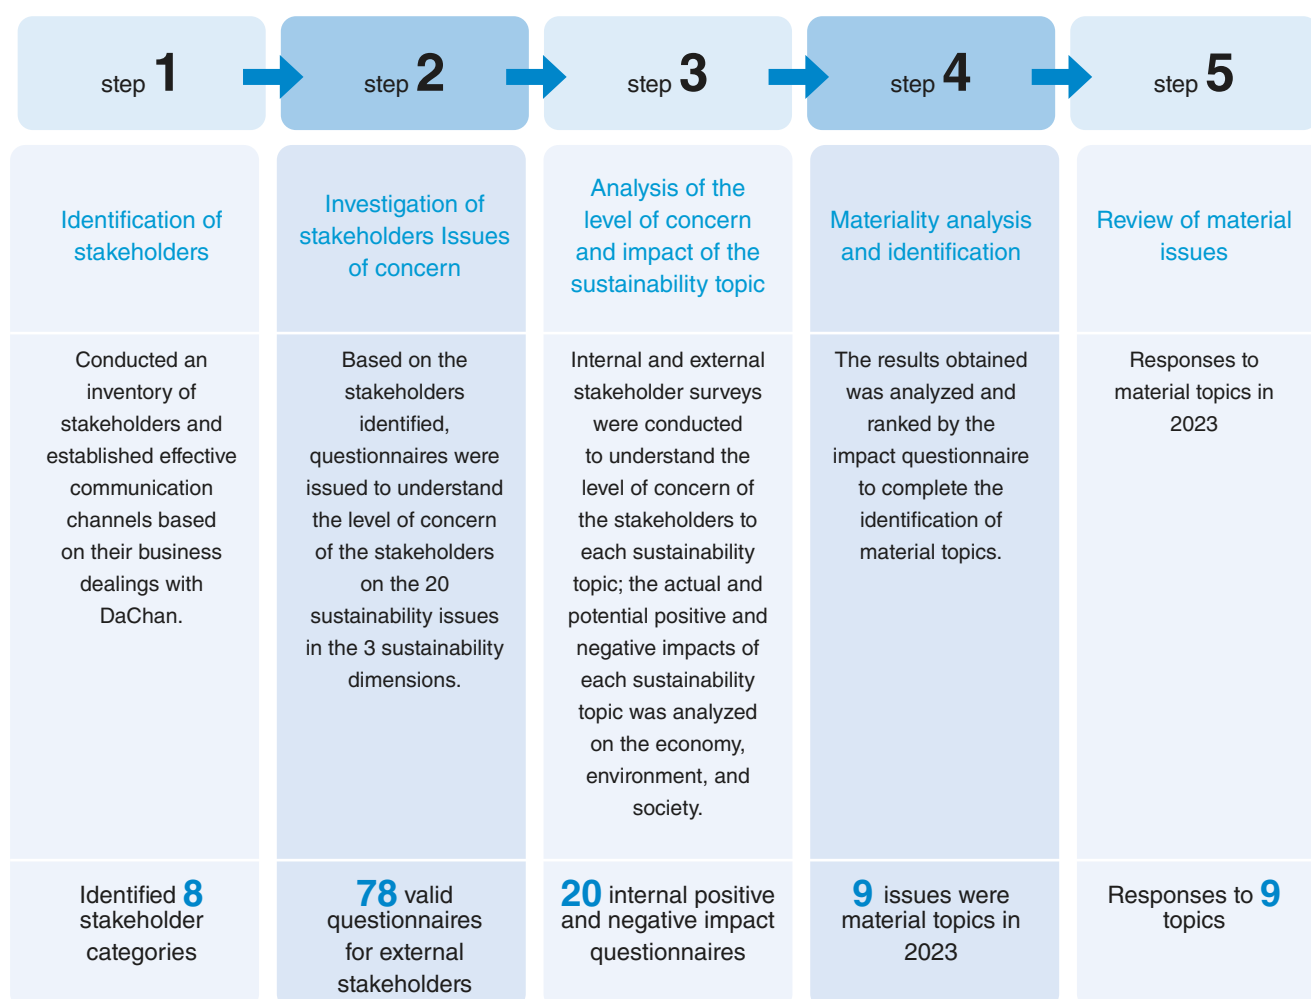 step 1
step 2
step 3
step 4
step 5
Identification of
stakeholders
Investigation of
stakeholders Issues
of concern
Analysis of the
level of concern
and impact of the
sustainability topic
Materiality analysis
and identification
Review of material
issues
Conducted an
inventory of
stakeholders and
established effective
communication
channels based
on their business
dealings with
DaChan.
Based on the
stakeholders
identified,
questionnaires were
issued to understand
the level of concern
of the stakeholders
on the 20
sustainability issues
in the 3 sustainability
dimensions.
Internal and external
stakeholder surveys
were conducted
to understand the
level of concern of
the stakeholders to
each sustainability
topic; the actual and
potential positive and
negative impacts of
each sustainability
topic was analyzed
on the economy,
environment, and
society.
The results obtained
was analyzed and
ranked by the
impact questionnaire
to complete the
identification of
material topics.
Responses to
material topics in
2023
Identified 8
stakeholder
categories
78 valid
questionnaires
for external
stakeholders
20 internal positive
and negative impact
questionnaires
9 issues were
material topics in
2023
Responses to 9
topics